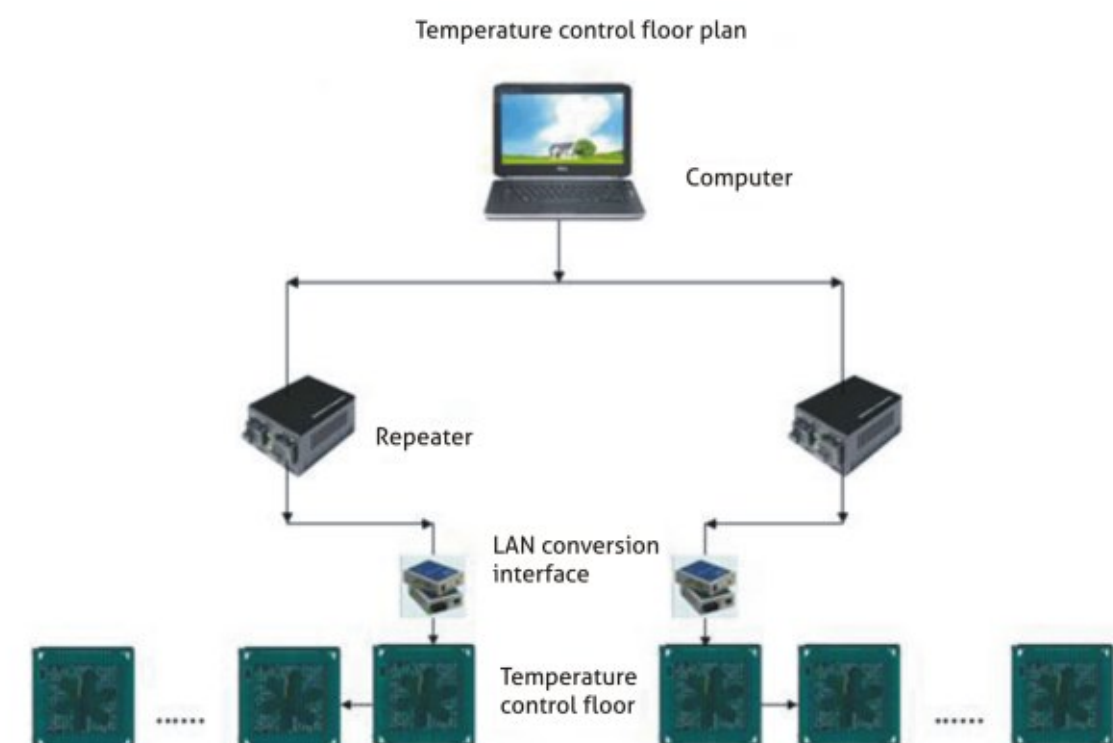 Temperature control floor plan
Computer
Repeater
LAN conversion
interface
Temperature
control floor
......
......